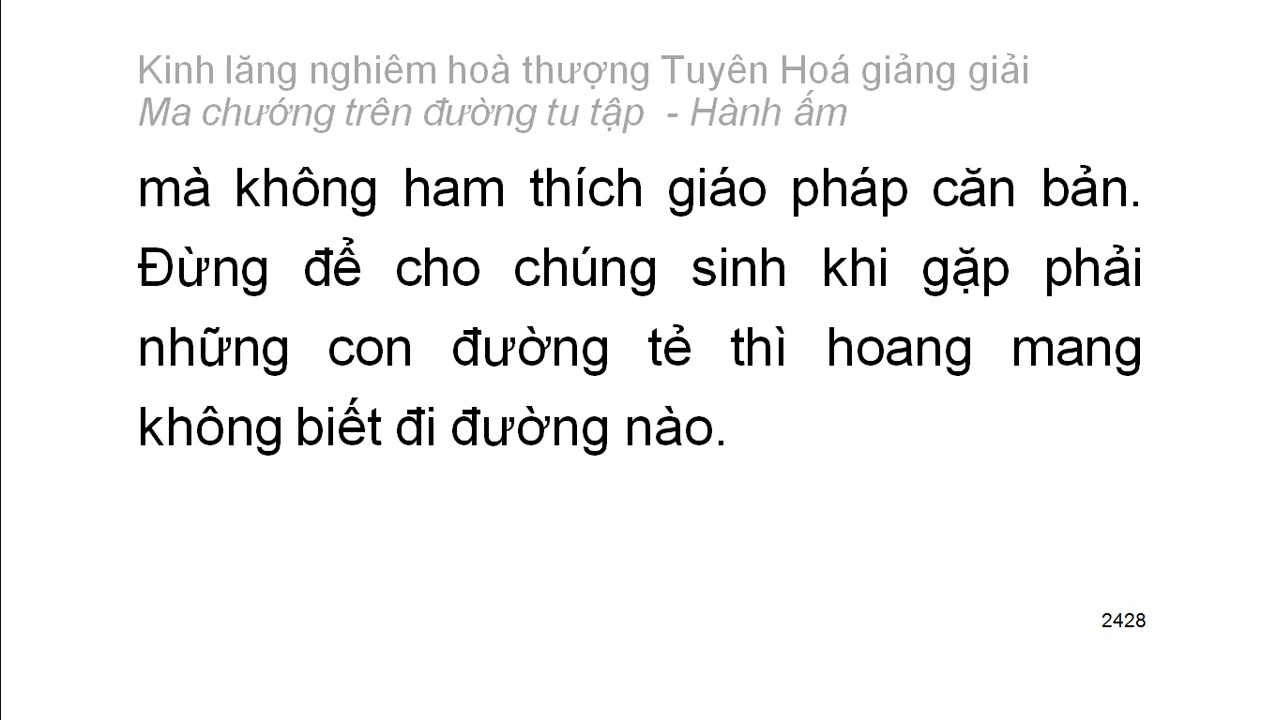 Kinh lăng nghiêm hoà thượng Tuyên Hoá giảng giải
Ma chướng trên đường tu tập - Hành ấm
mà không ham thích giáo pháp căn bản.
Đừng để cho chúng sinh khi gặp phải
những con đường tẻ thì hoang mang
không biết đi đường nào.
2428